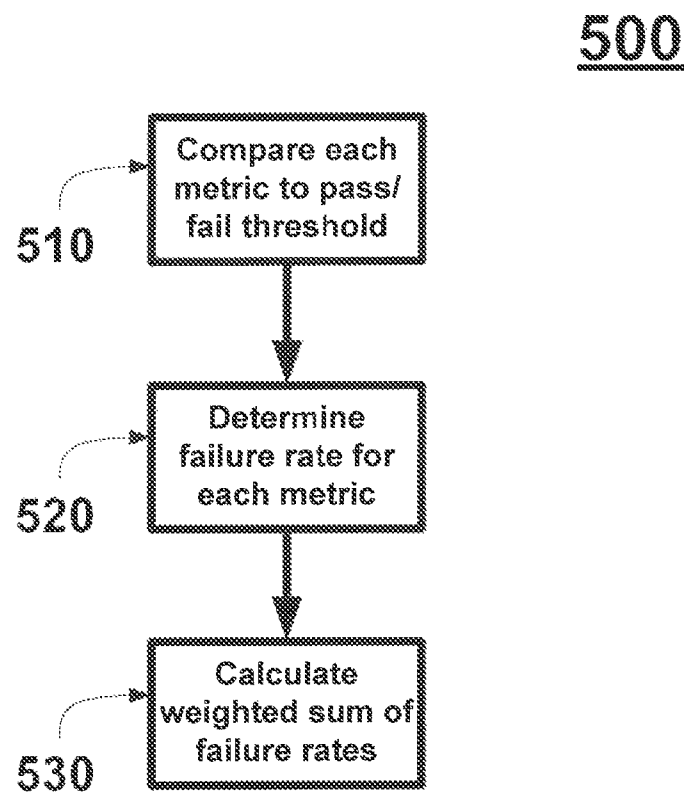 500
Compare each
metric to pass/
fail threshold
510
Determine
failure rate for
each metric
520
Calculate
weighted sum of
failure rates
530